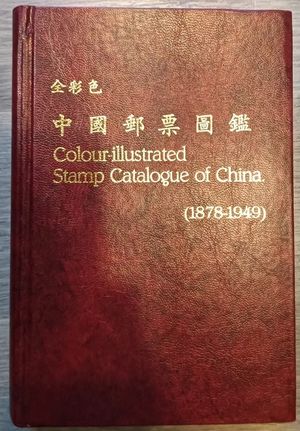 全彩色
中國郵票圖鑑
Colour-illustrated
Stamp Catalogue of China.
(1878-1949)